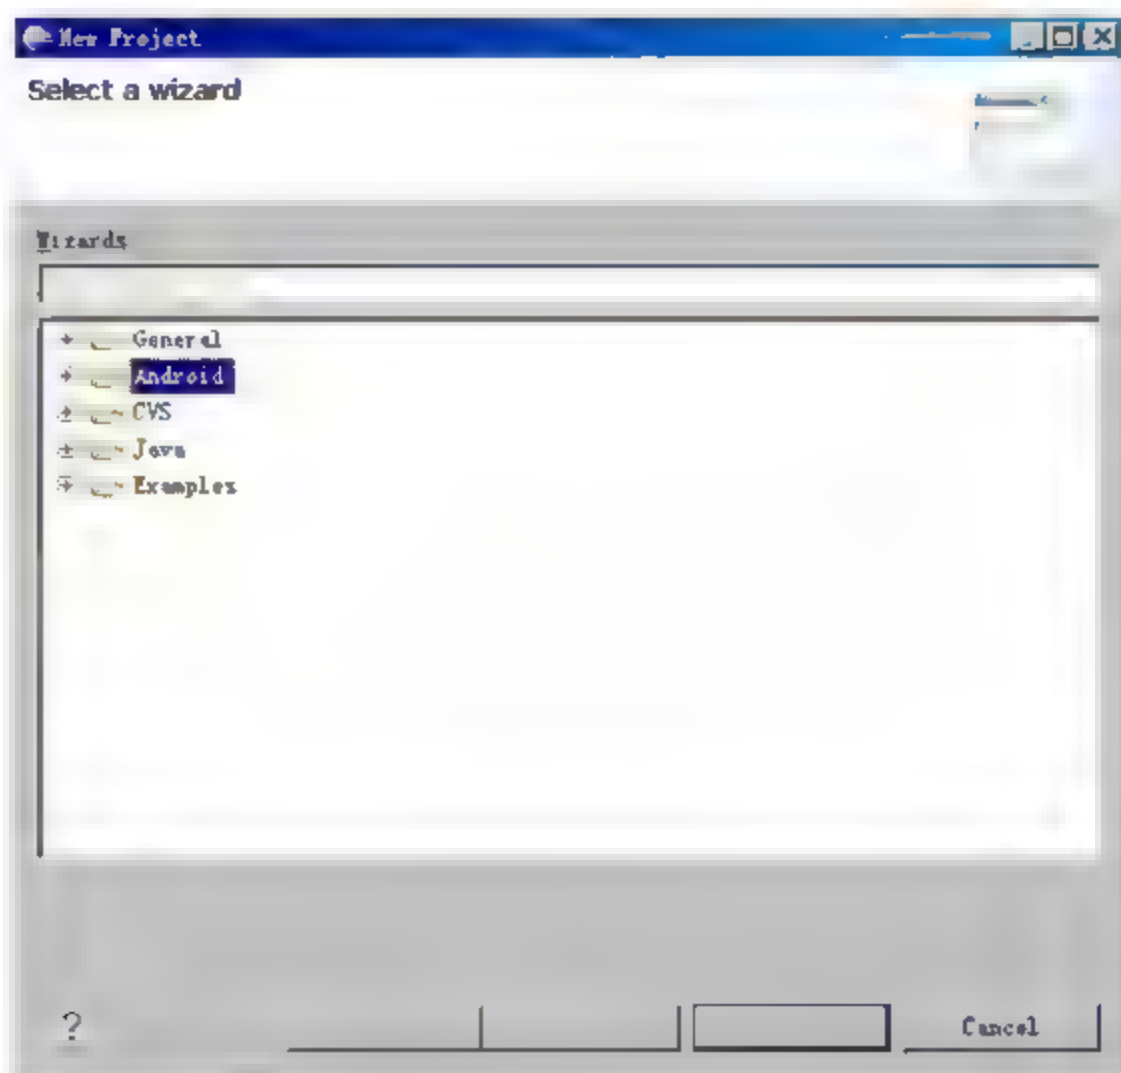 New Project
Select a wizard
Wizards
General
Android
CVS
Java
Examples
?
Cancel